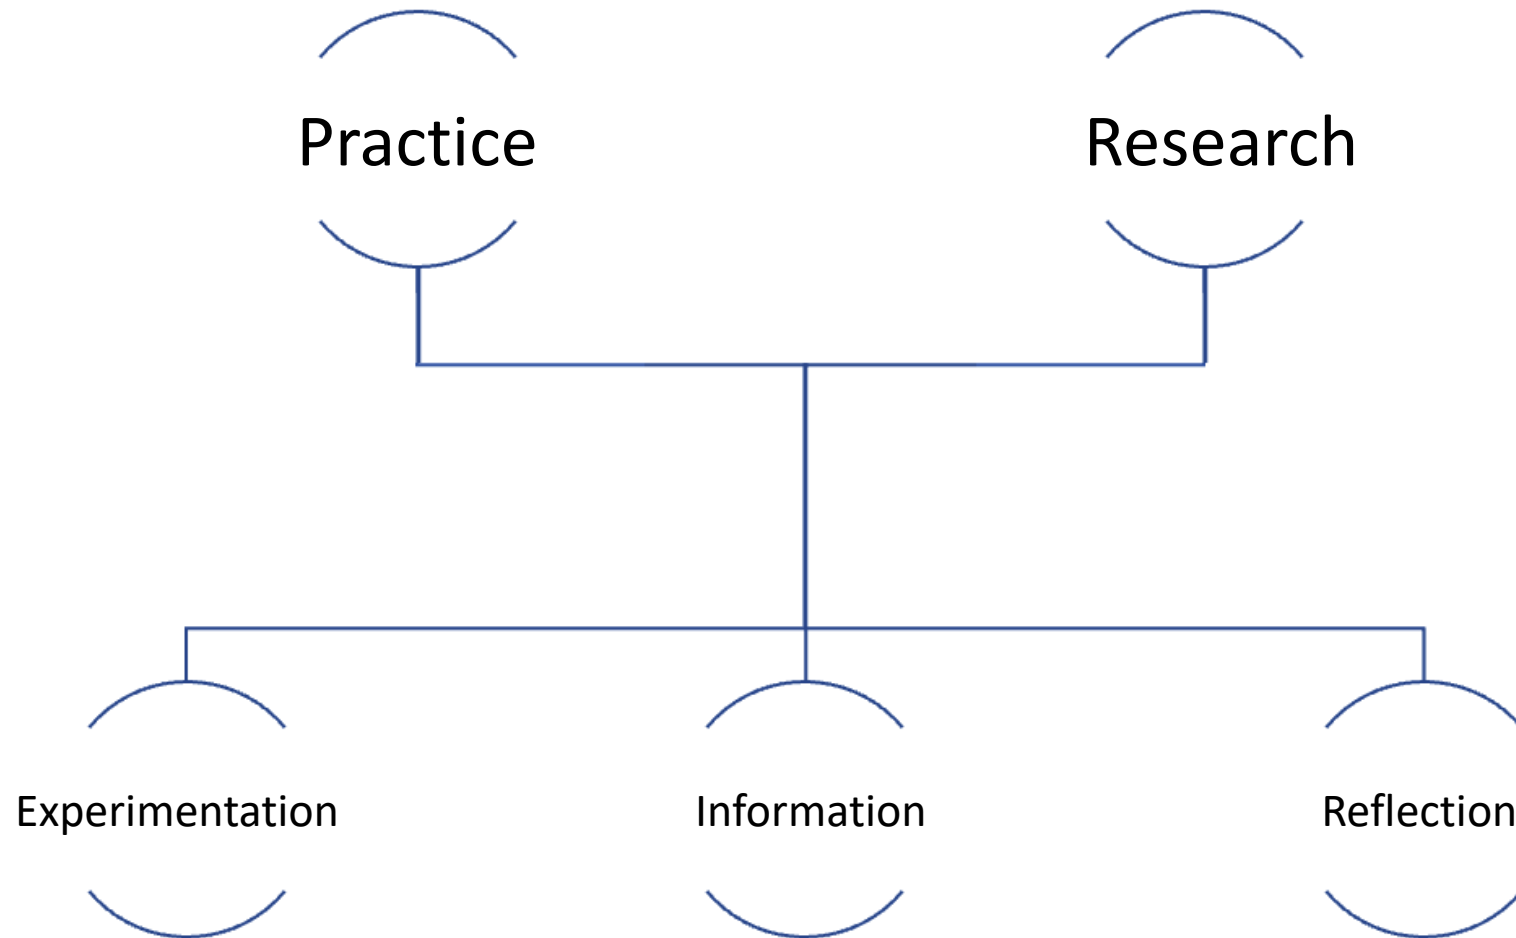 Practice
Research
Experimentation
Information
Reflection